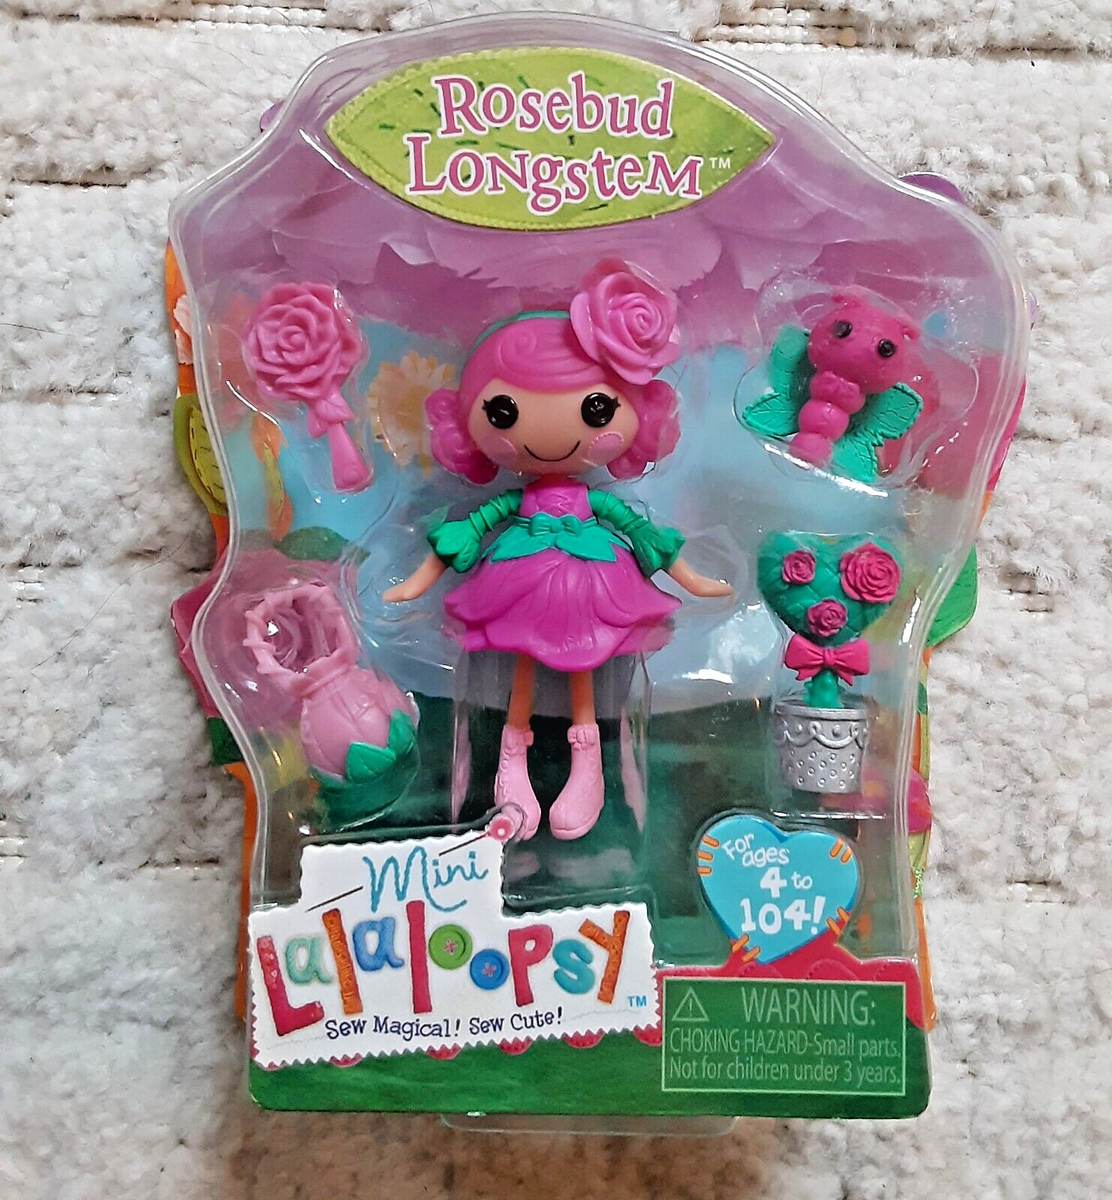 Rosebud
Longstem™
Mini
Lalaloopsy™
Sew Magical! Sew Cute!
For
ages
4 to
104!
WARNING:
CHOKING HAZARD-Small parts.
Not for children under 3 years.